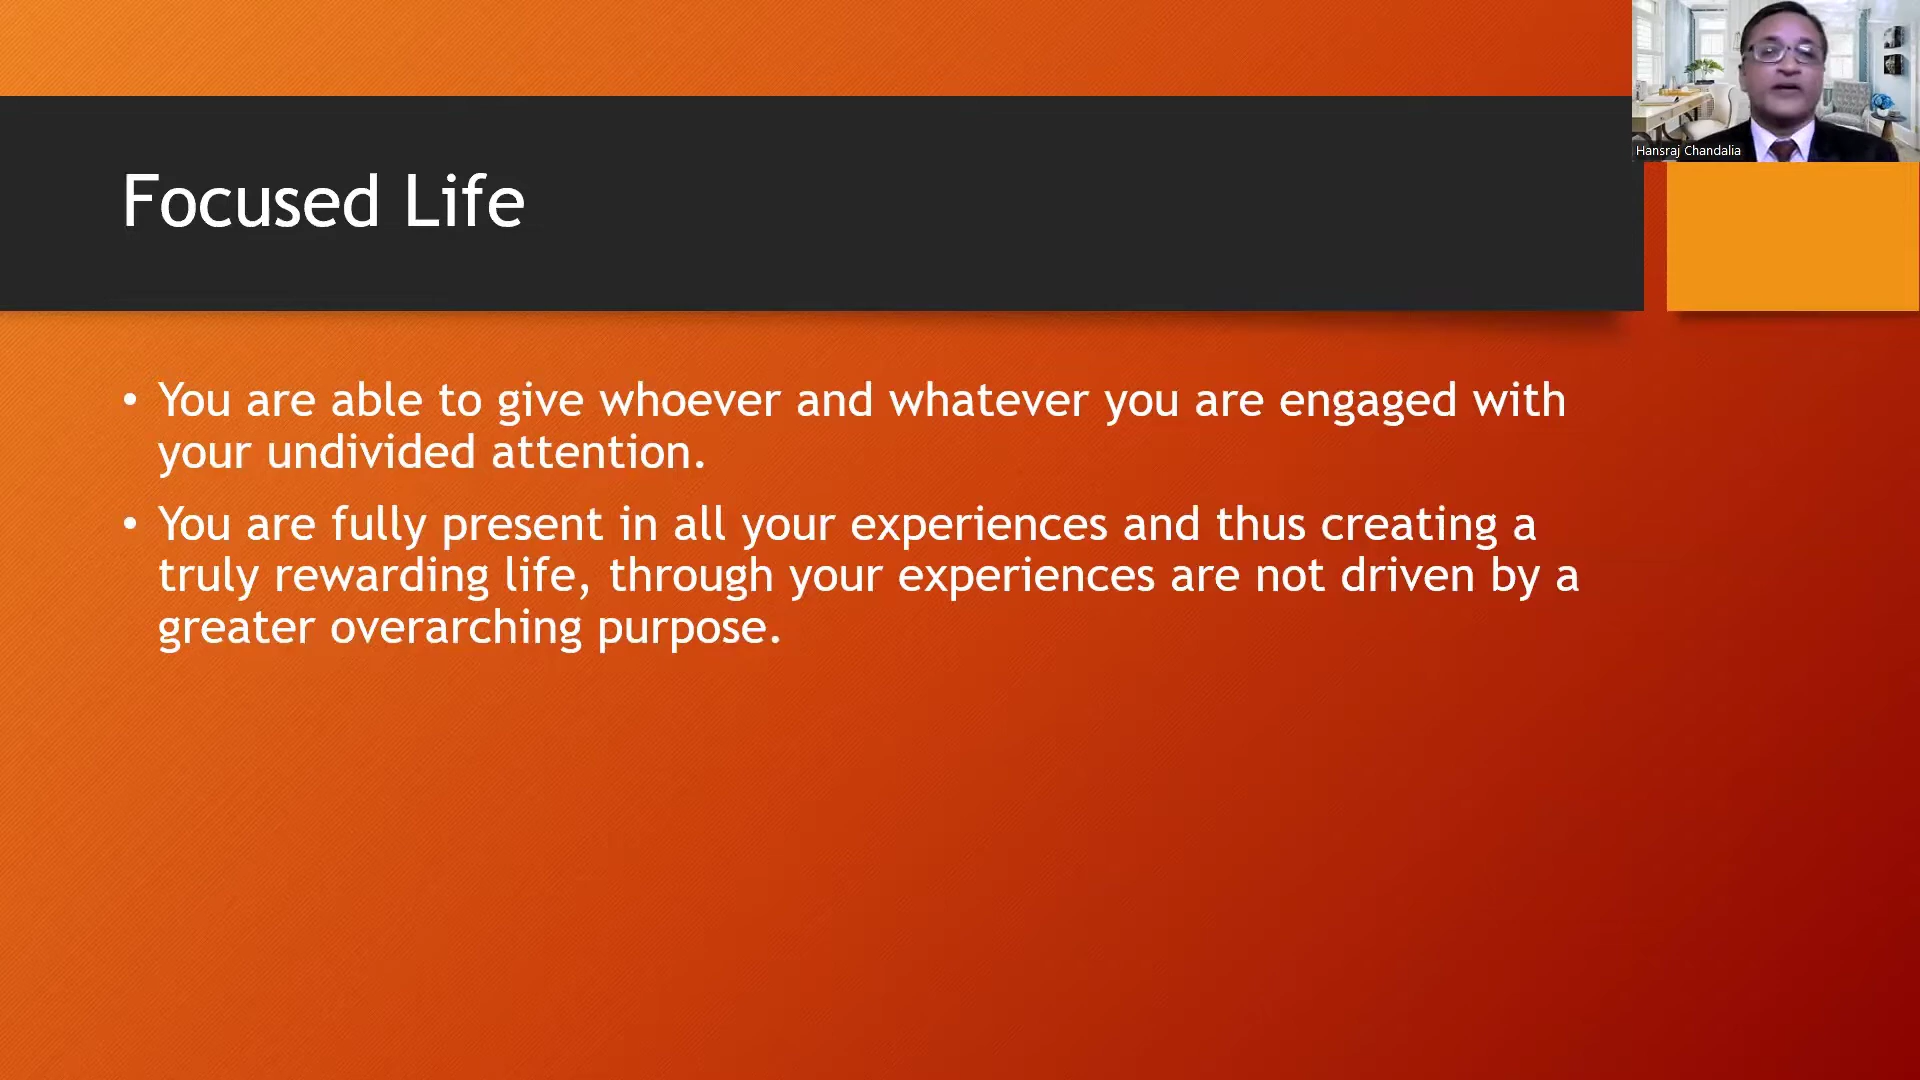 Hansraj Chandalia
Focused Life
• You are able to give whoever and whatever you are engaged with
your undivided attention.
• You are fully present in all your experiences and thus creating a
truly rewarding life, through your experiences are not driven by a
greater overarching purpose.